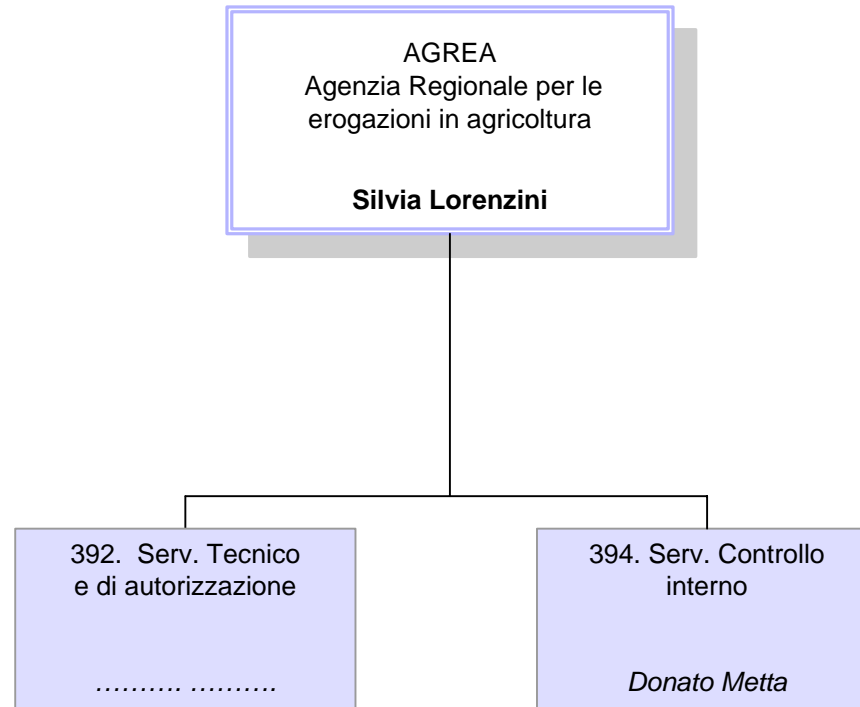 AGREA
Agenzia Regionale per le
erogazioni in agricoltura
Silvia Lorenzini
392. Serv. Tecnico
e di autorizzazione
………. ……….
394. Serv. Controllo
interno
Donato Metta